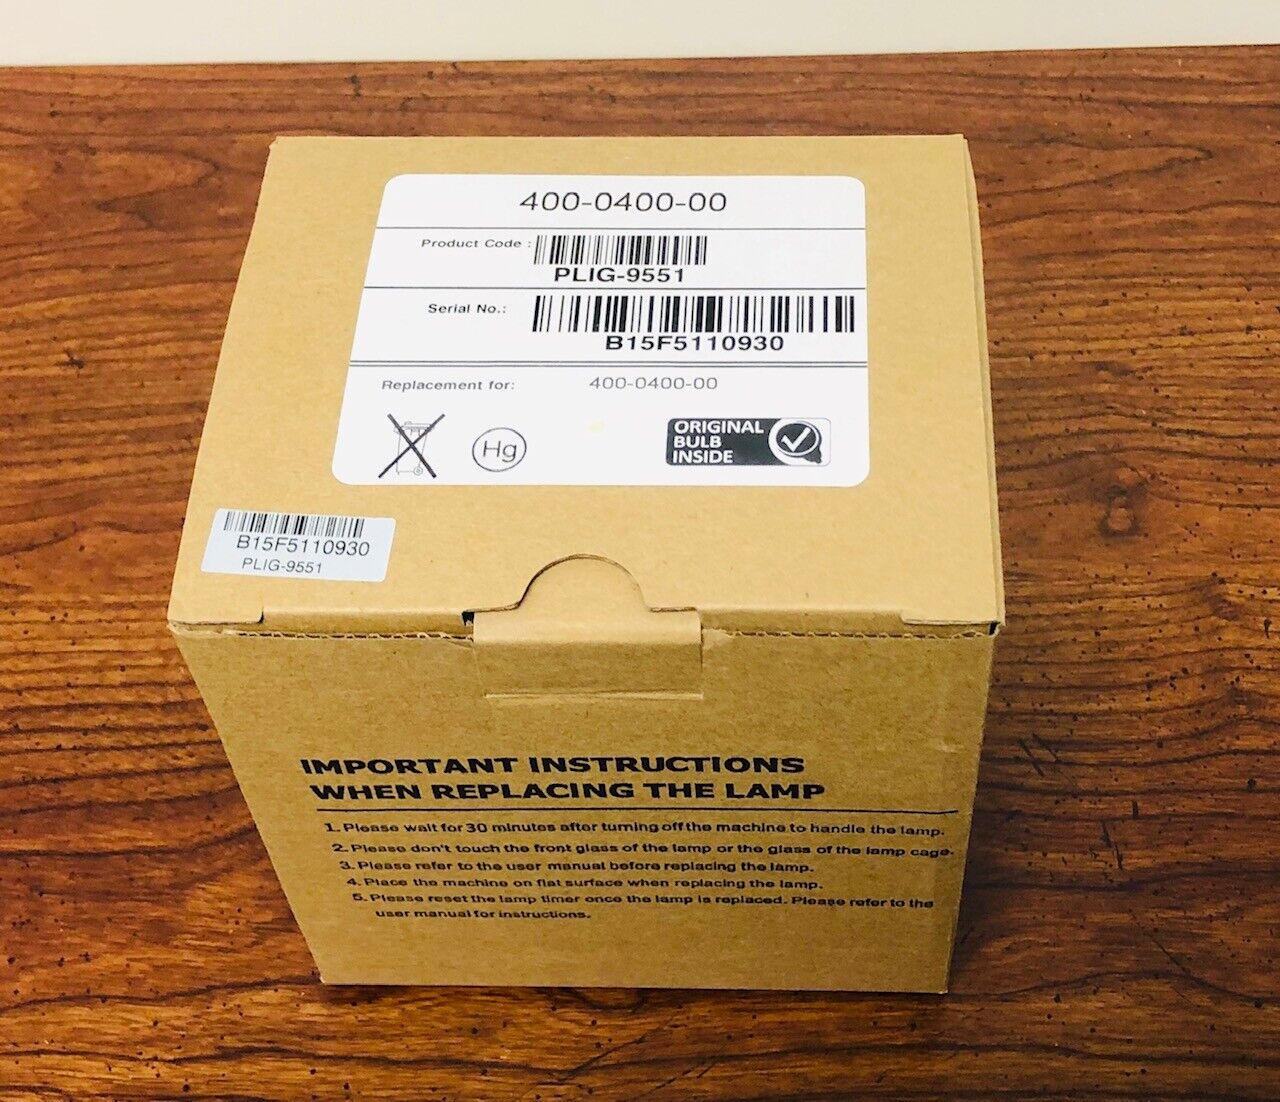 400-0400-00
Product Code :
PLIG-9551
Serial No.:
B15F5110930
Replacement for: 400-0400-00
Hg
ORIGINAL
BULB
INSIDE
B15F5110930
PLIG-9551
IMPORTANT INSTRUCTIONS
WHEN REPLACING THE LAMP
1. Please wait for 30 minutes after turning off the machine to handle the lamp.
2. Please don't touch the front glass of the lamp or the glass of the lamp cage.
3. Please refer to the user manual before replacing the lamp.
4. Place the machine on flat surface when replacing the lamp.
5. Please reset the lamp timer once the lamp is replaced. Please refer to the
user manual for instructions.